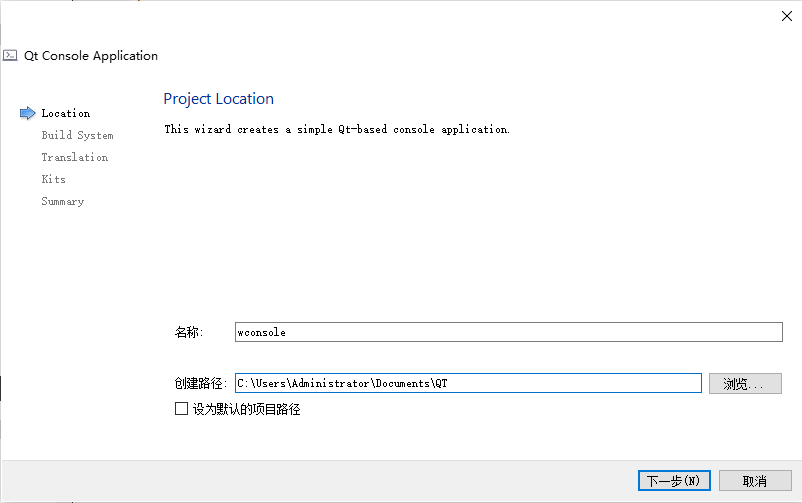 Qt Console Application
Location
Build System
Translation
Kits
Summary
Project Location
This wizard creates a simple Qt-based console application.
名称: wconsole
创建路径: C:\Users\Administrator\Documents\QT 浏览...
设为默认的项目路径
下一步(N) 取消